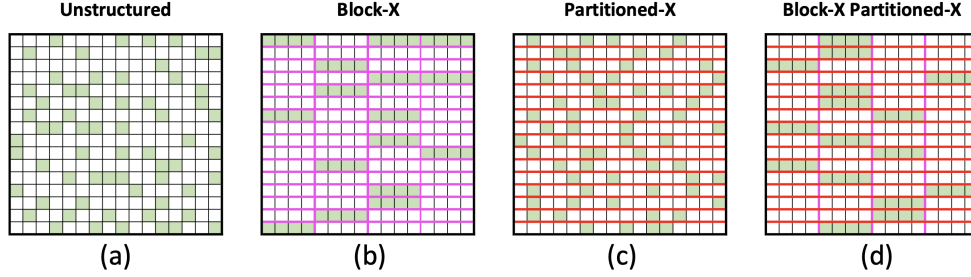 Unstructured Block-X Partitioned-X Block-X Partitioned-X
(a) (b) (c) (d)